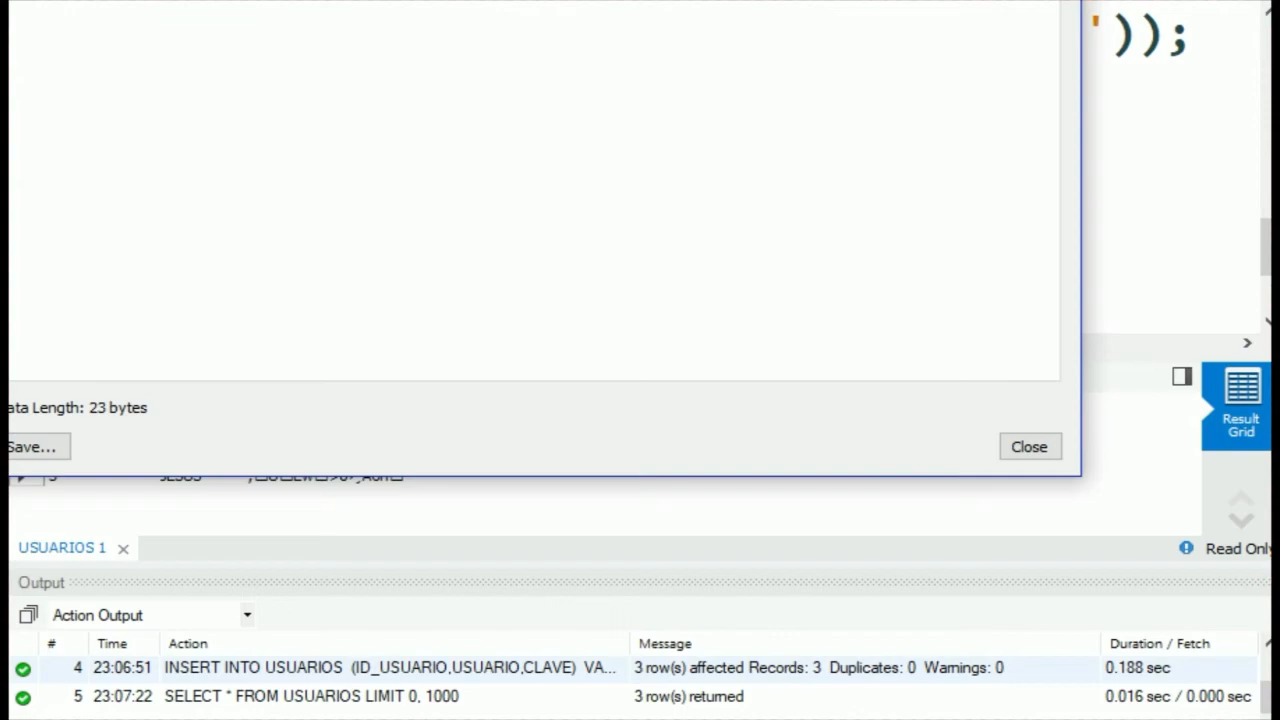 '));
ata Length: 23 bytes
Save...
Close
Result
Grid
JESUS
USUARIOS 1
Read Only
Output
Action Output
# Time Action Message Duration / Fetch
4 23:06:51 INSERT INTO USUARIOS (ID_USUARIO,USUARIO,CLAVE) VA... 3 row(s) affected Records: 3 Duplicates: 0 Warnings: 0 0.188 sec
5 23:07:22 SELECT * FROM USUARIOS LIMIT 0, 1000 3 row(s) returned 0.016 sec / 0.000 sec